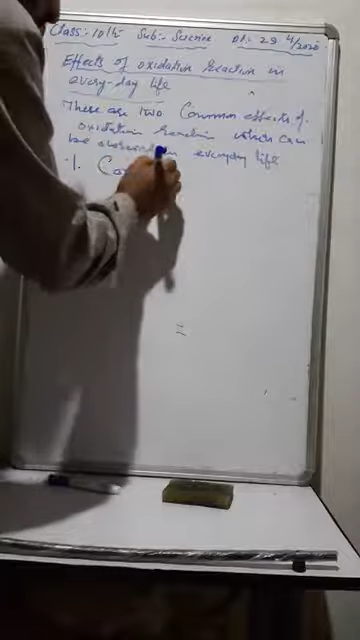 Class:- 10th Sub:- Science Dt:- 29/4/2020
Effects of oxidation Reaction in
every-day life
There are two Common effects of
oxidation Reaction which can
be observed in everyday life
1. Co